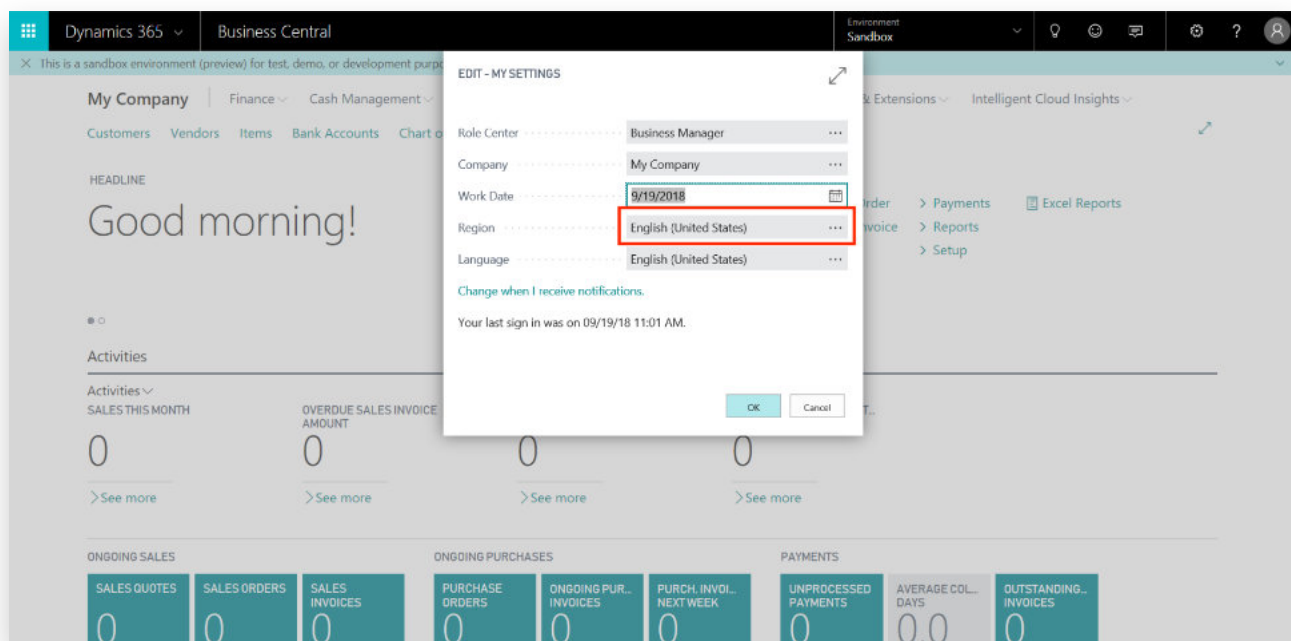 Dynamics 365
Business Central
Environment
Sandbox
?
This is a sandbox environment (preview) for test, demo, or development
My Company
Finance
Cash Management
& Extensions
Intelligent Cloud Insights
Customers
Vendors
Items
Bank Accounts
Chart
HEADLINE
Good morning!
> Payments
Excel Reports
> Reports
> Setup
EDIT - MY SETTINGS
Role Center
Business Manager
Company
My Company
Work Date
9/19/2018
Region
English (United States)
Language
English (United States)
Change when I receive notifications.
Your last sign in was on 09/19/18 11:01 AM.
OK
Cancel
Activities
Activities
SALES THIS MONTH
0
>See more
OVERDUE SALES INVOICE
AMOUNT
0
>See more
0
>See more
0
>See more
ONGOING SALES
SALES QUOTES
0
SALES ORDERS
0
SALES
INVOICES
0
ONGOING PURCHASES
PURCHASE
ORDERS
0
ONGOING PUR...
INVOICES
0
PURCH. INVOI...
NEXT WEEK
0
PAYMENTS
UNPROCESSED
PAYMENTS
0
AVERAGE COL...
DAYS
0.0
OUTSTANDING...
INVOICES
0